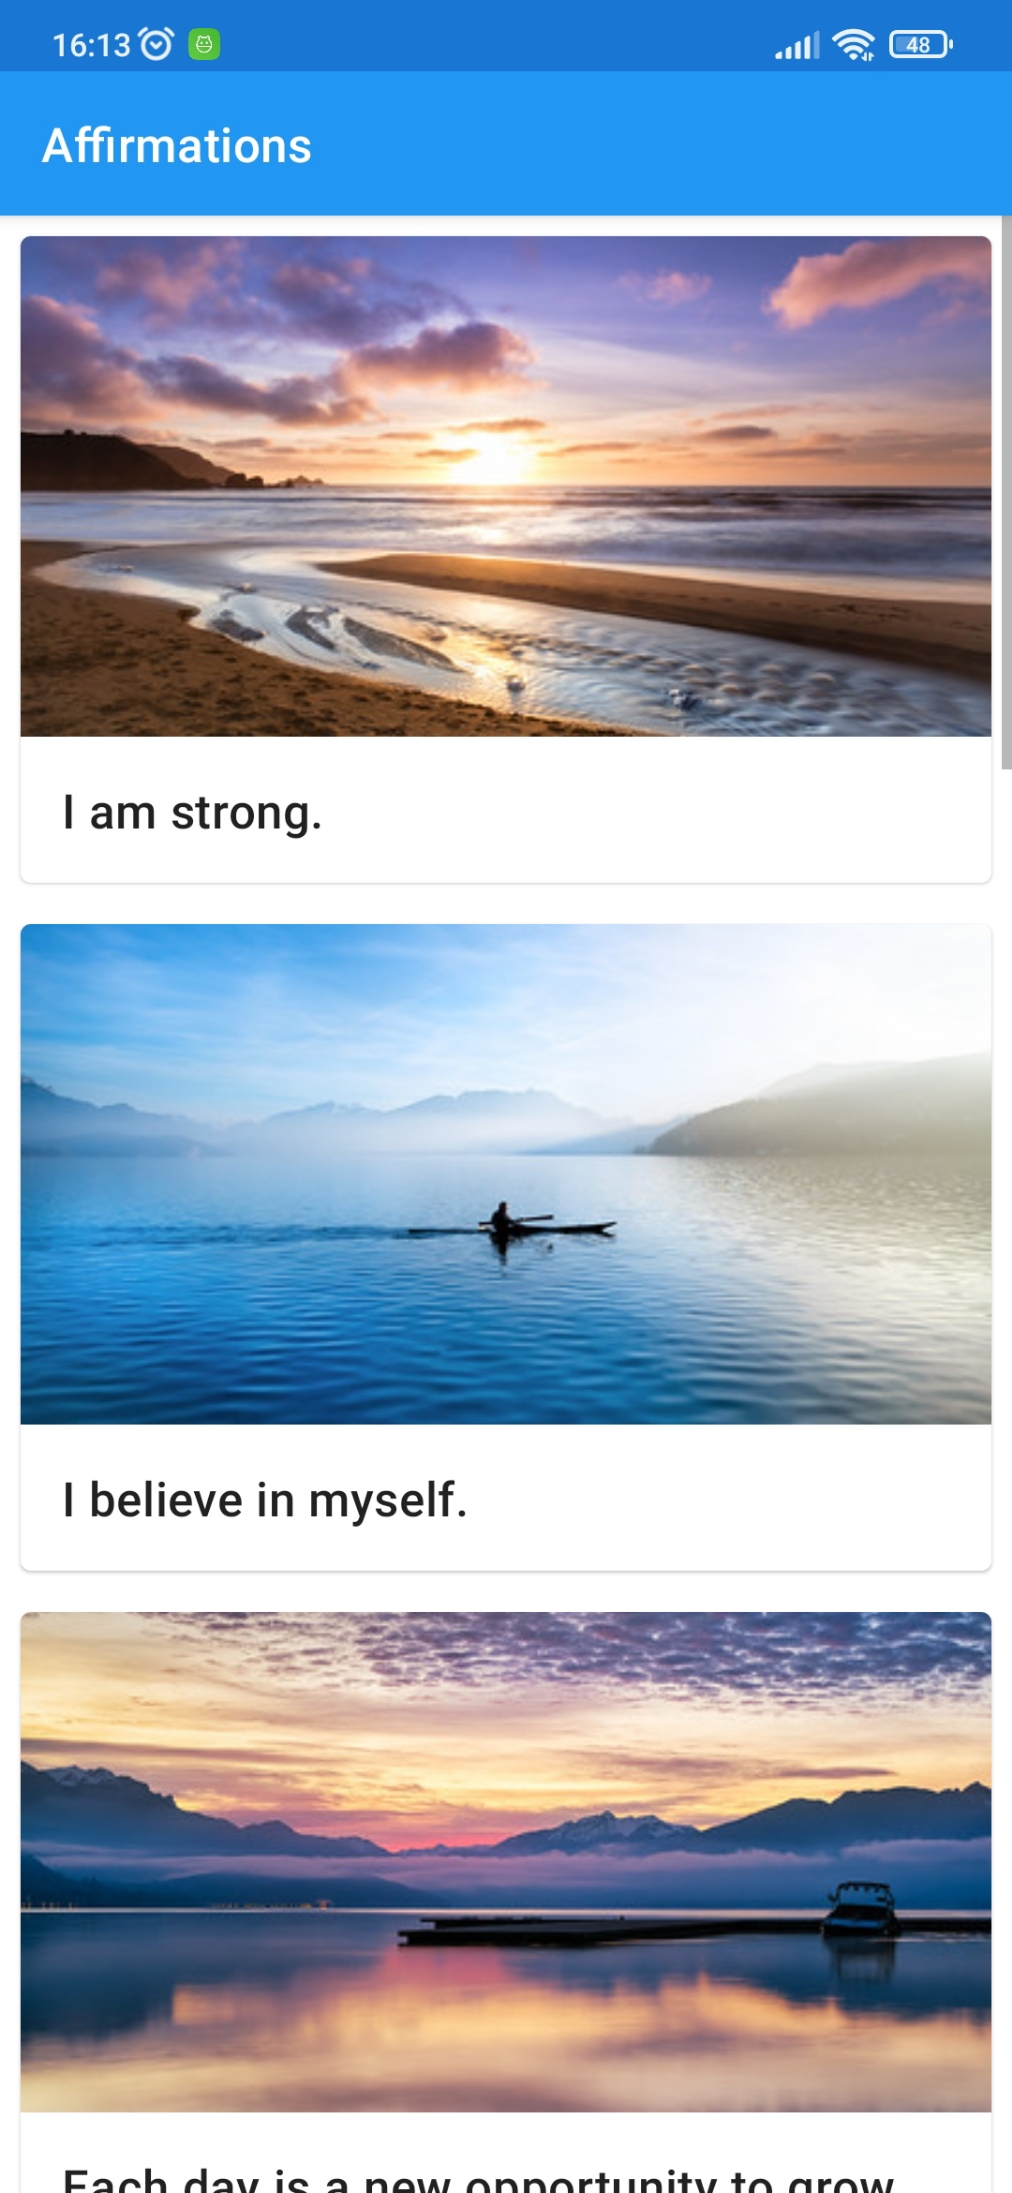 16:13
48
Affirmations
I am strong.
I believe in myself.
Each day is a new opportunity to grow